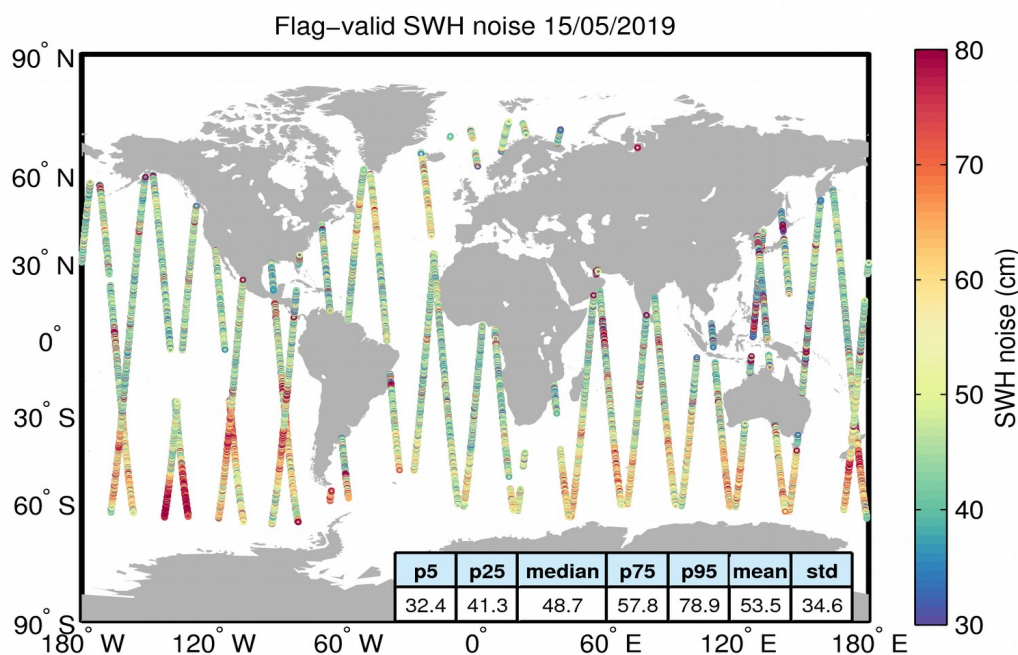 Flag−valid SWH noise 15/05/2019
90° N
60° N
30° N
0°
30° S
60° S
90° S
180° W
120° W
60° W
0°
60° E
120° E
180° E
80
70
60
50
40
30
SWH noise (cm)
p5 p25 median p75 p95 mean std
32.4 41.3 48.7 57.8 78.9 53.5 34.6